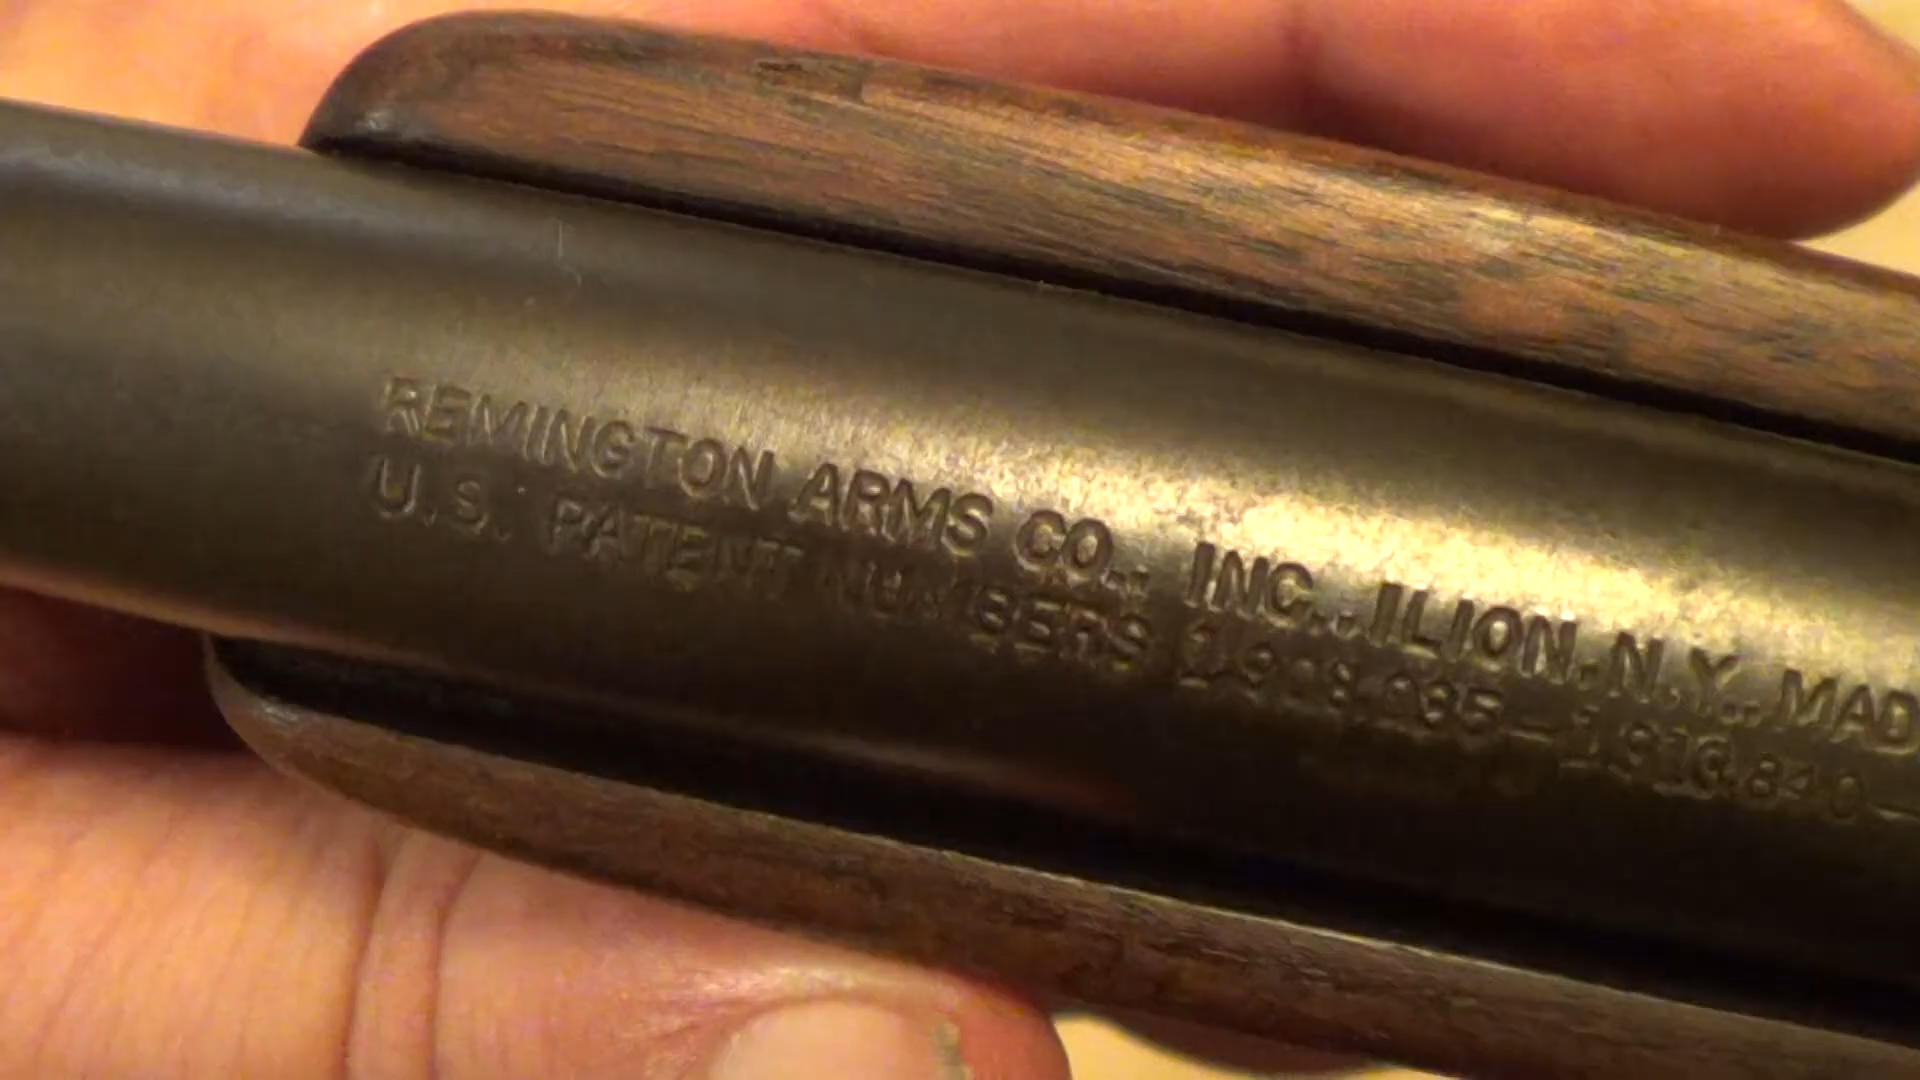 REMINGTON ARMS CO., INC., ILION, N.Y., MAD
U.S. PATENT NUMBERS